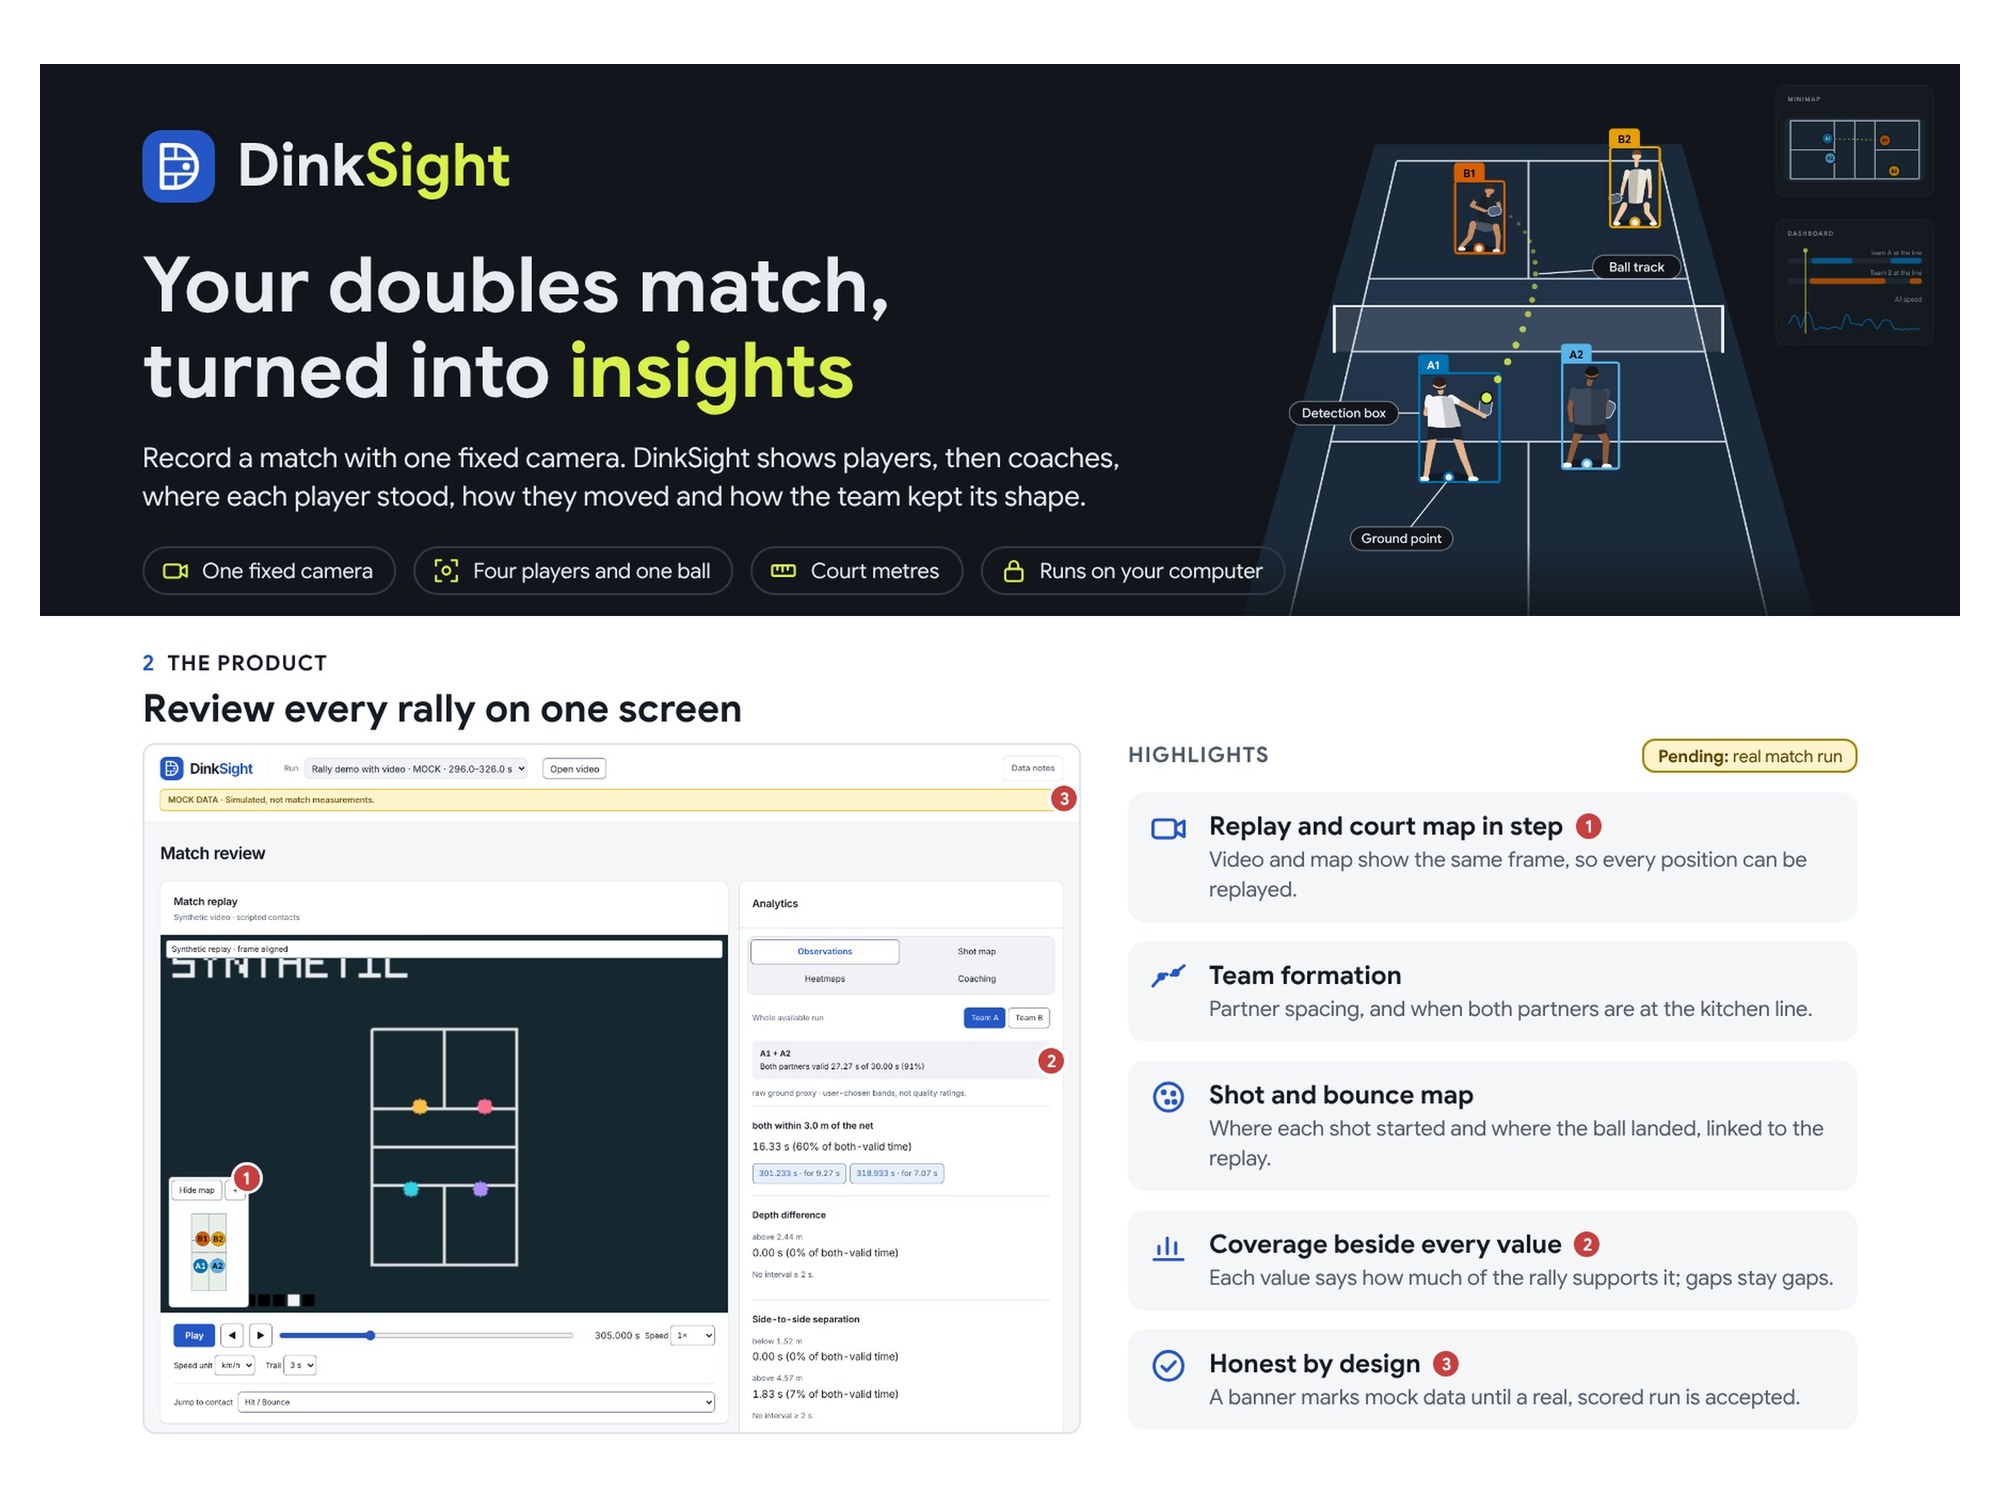 DinkSight
Your doubles match,
turned into insights
Record a match with one fixed camera. DinkSight shows players, then coaches,
where each player stood, how they moved and how the team kept its shape.
One fixed camera
Four players and one ball
Court metres
Runs on your computer
B2
B1
Ball track
A1
A2
Detection box
Ground point
MINIMAP
A1
A2
B1
B2
DASHBOARD
Team A at the line
Team B at the line
A1 speed
2 THE PRODUCT
Review every rally on one screen
DinkSight
Run
Rally demo with video · MOCK · 296.0–326.0 s
Open video
Data notes
MOCK DATA · Simulated, not match measurements.
3
Match review
Match replay
Synthetic video · scripted contacts
Synthetic replay · frame aligned
SYNTHETIC
1
Hide map
B1 B2
A1 A2
Play
305.000 s Speed 1×
Speed unit km/h Trail 3 s
Jump to contact Hit / Bounce
Analytics
Observations Shot map
Heatmaps Coaching
Whole available run Team A Team B
A1 + A2
Both partners valid 27.27 s of 30.00 s (91%)
2
raw ground proxy · user-chosen bands, not quality ratings.
both within 3.0 m of the net
16.33 s (60% of both-valid time)
301.233 s · for 9.27 s 318.933 s · for 7.07 s
Depth difference
above 2.44 m
0.00 s (0% of both-valid time)
No interval ≥ 2 s.
Side-to-side separation
below 1.52 m
0.00 s (0% of both-valid time)
above 4.57 m
1.83 s (7% of both-valid time)
No interval ≥ 2 s.
HIGHLIGHTS
Pending: real match run
Replay and court map in step 1
Video and map show the same frame, so every position can be
replayed.
Team formation
Partner spacing, and when both partners are at the kitchen line.
Shot and bounce map
Where each shot started and where the ball landed, linked to the
replay.
Coverage beside every value 2
Each value says how much of the rally supports it; gaps stay gaps.
Honest by design 3
A banner marks mock data until a real, scored run is accepted.